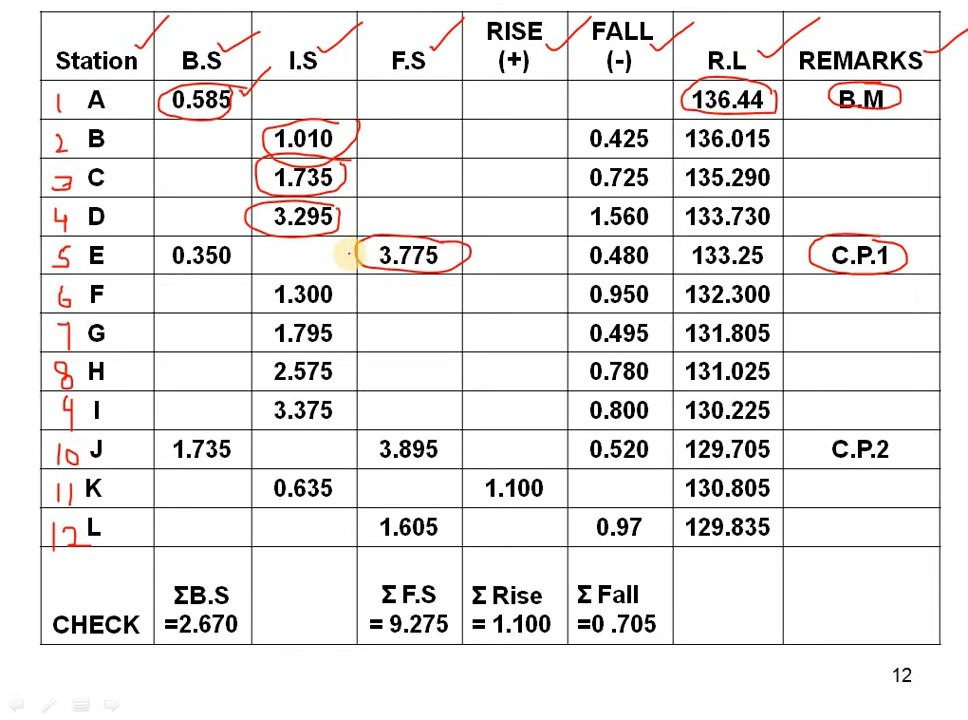 Station B.S I.S F.S RISE (+) FALL (-) R.L REMARKS
1 A 0.585 136.44 B.M
2 B 1.010 0.425 136.015
3 C 1.735 0.725 135.290
4 D 3.295 1.560 133.730
5 E 0.350 3.775 0.480 133.25 C.P.1
6 F 1.300 0.950 132.300
7 G 1.795 0.495 131.805
8 H 2.575 0.780 131.025
9 I 3.375 0.800 130.225
10 J 1.735 3.895 0.520 129.705 C.P.2
11 K 0.635 1.100 130.805
12 L 1.605 0.97 129.835
CHECK ΣB.S =2.670 Σ F.S = 9.275 Σ Rise = 1.100 Σ Fall =0 .705
12